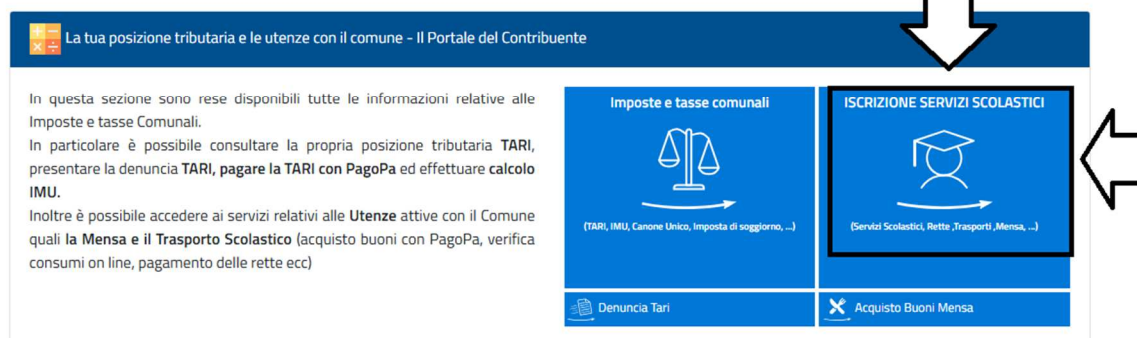 La tua posizione tributaria e le utenze con il comune - Il Portale del Contribuente
In questa sezione sono rese disponibili tutte le informazioni relative alle
Imposte e tasse Comunali.
In particolare è possibile consultare la propria posizione tributaria TARI,
presentare la denuncia TARI, pagare la TARI con PagoPa ed effettuare calcolo
IMU.
Inoltre è possibile accedere ai servizi relativi alle Utenze attive con il Comune
quali la Mensa e il Trasporto Scolastico (acquisto buoni con PagoPa, verifica
consumi on line, pagamento delle rette ecc)
Imposte e tasse comunali
(TARI, IMU, Canone Unico, Imposta di soggiorno, ...)
ISCRIZIONE SERVIZI SCOLASTICI
(Servizi Scolastici, Rette ,Trasporti ,Mensa, ...)
Denuncia Tari
Acquisto Buoni Mensa